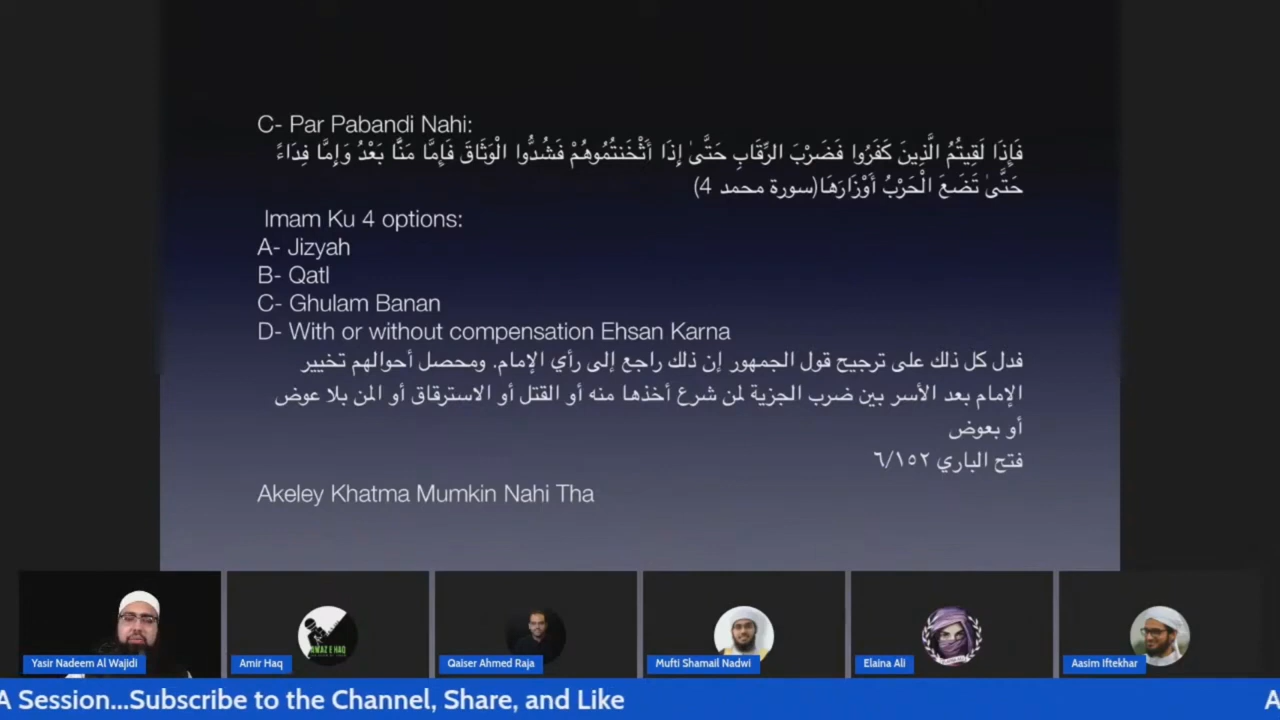 C- Par Pabandi Nahi:
فَإِذَا لَقِيتُمُ الَّذِينَ كَفَرُوا فَضَرْبَ الرِّقَابِ حَتَّىٰ إِذَا أَثْخَنتُمُوهُمْ فَشُدُّوا الْوَثَاقَ فَإِمَّا مَنًّا بَعْدُ وَإِمَّا فِدَاءً
حَتَّىٰ تَضَعَ الْحَرْبُ أَوْزَارَهَا(سورة محمد 4)
Imam Ku 4 options:
A- Jizyah
B- Qatl
C- Ghulam Banan
D- With or without compensation Ehsan Karna
فدل كل ذلك على ترجيح قول الجمهور إن ذلك راجع إلى رأي الإمام. ومحصل أحوالهم تخيير
الإمام بعد الأسر بين ضرب الجزية لمن شرع أخذها منه أو القتل أو الاسترقاق أو المن بلا عوض
أو بعوض
فتح الباري ٦/١٥٢
Akeley Khatma Mumkin Nahi Tha
Yasir Nadeem Al Wajidi
Amir Haq
Qaiser Ahmed Raja
Mufti Shamail Nadwi
Elaina Ali
Aasim Iftekhar
A Session...Subscribe to the Channel, Share, and Like
A